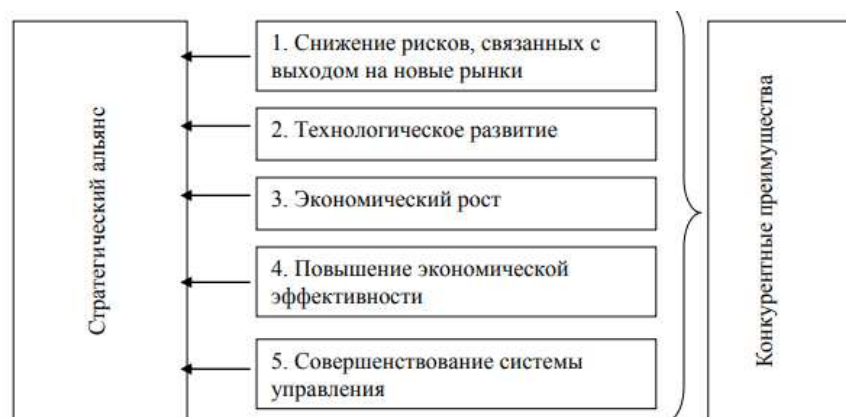 Стратегический альянс
1. Снижение рисков, связанных с
выходом на новые рынки
2. Технологическое развитие
3. Экономический рост
4. Повышение экономической
эффективности
5. Совершенствование системы
управления
Конкурентные преимущества